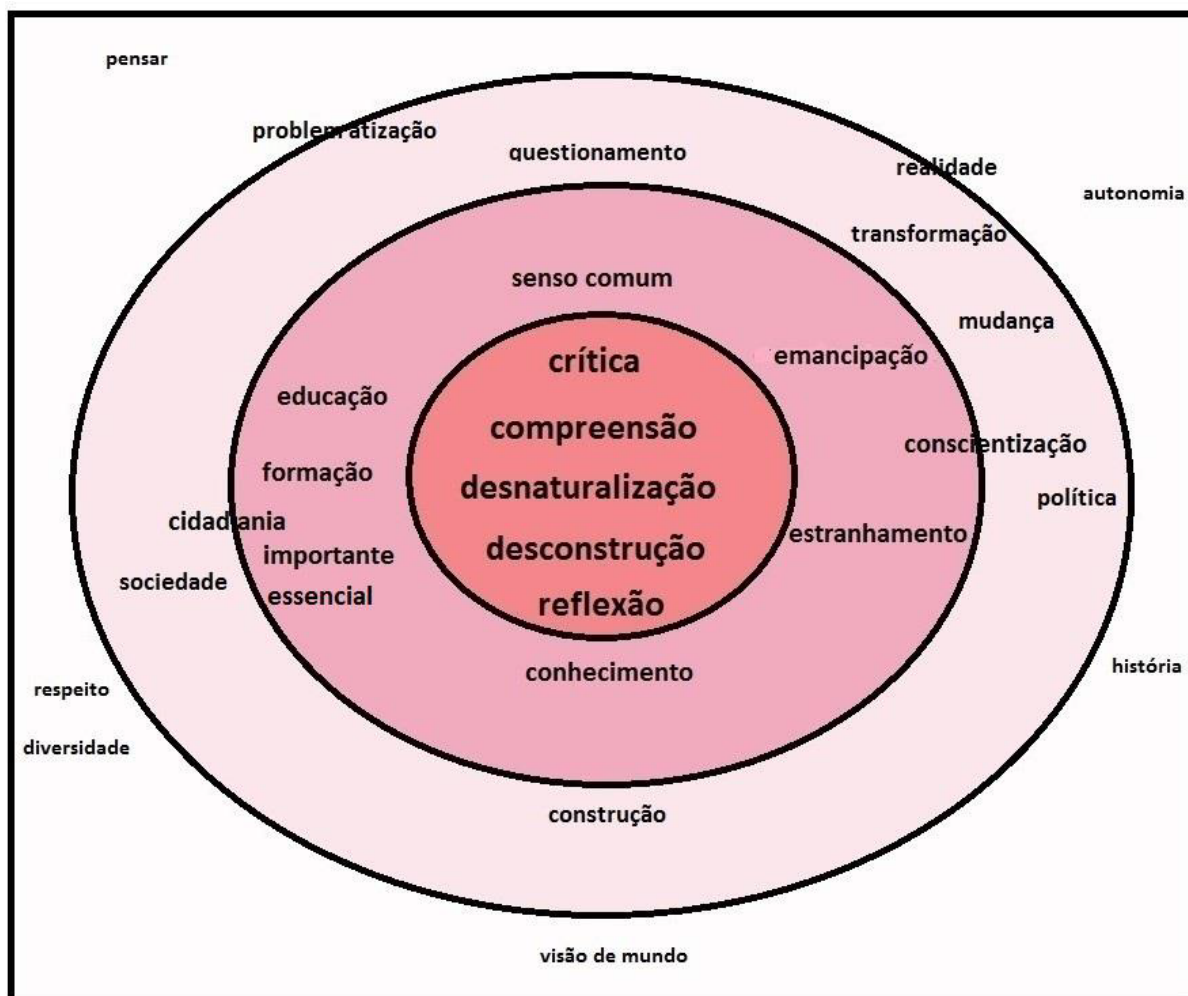 pensar
problematização
questionamento
realidade
autonomia
transformação
senso comum
mudança
crítica
emancipação
educação
compreensão
conscientização
formação
desnaturalização
política
cidadania
estranhamento
importante
desconstrução
sociedade
essencial
reflexão
conhecimento
história
respeito
diversidade
construção
visão de mundo